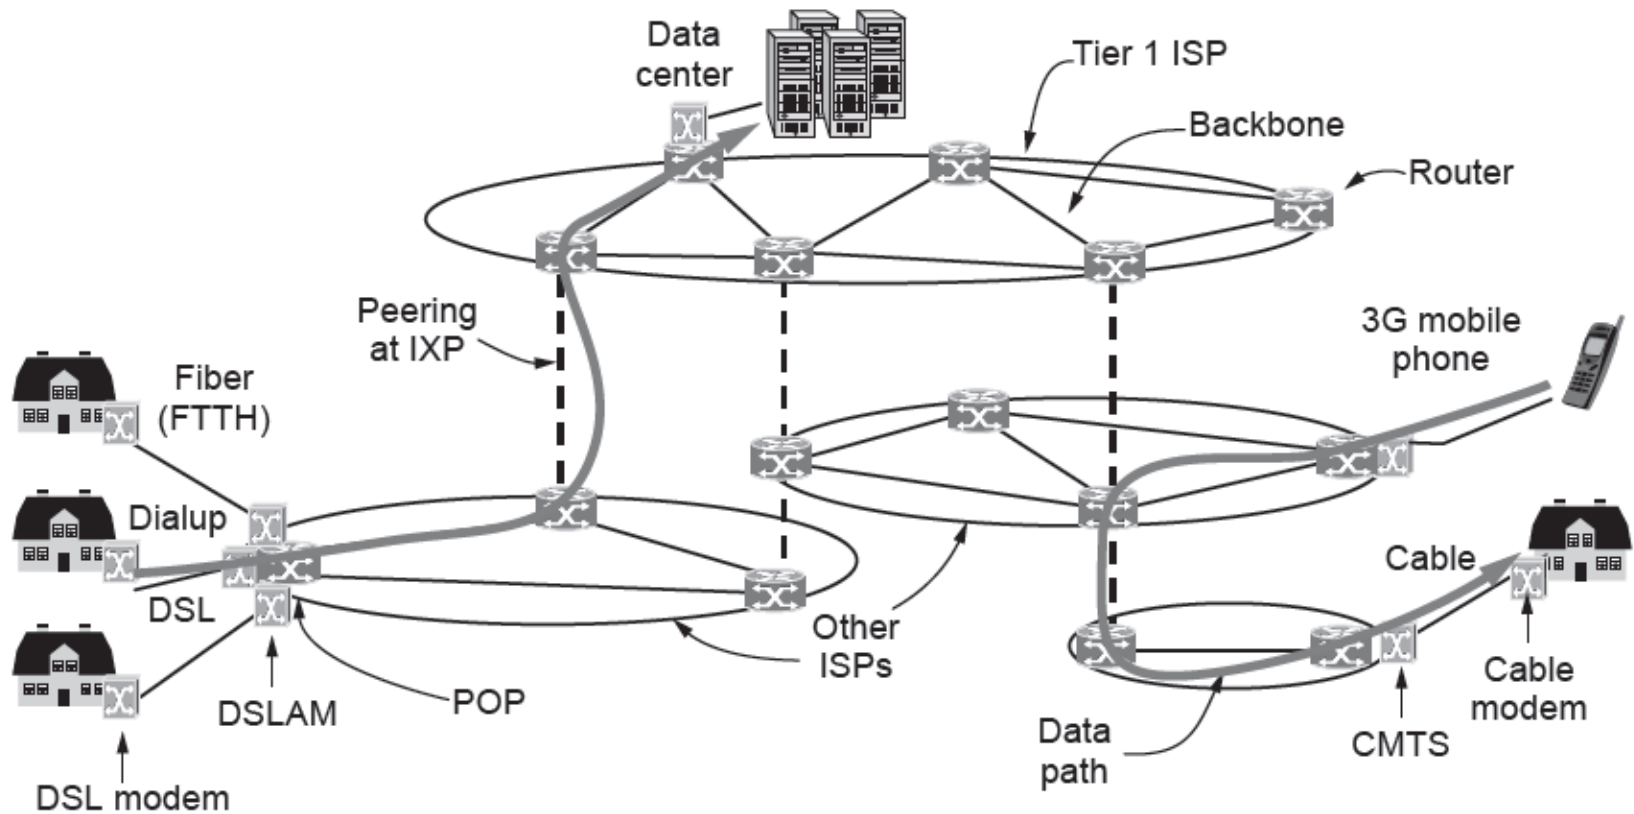 Data
center
Tier 1 ISP
Backbone
Router
Peering
at IXP
3G mobile
phone
Fiber
(FTTH)
Dialup
DSL
Cable
Other
ISPs
POP
DSLAM
DSL modem
Data
path
CMTS
Cable
modem